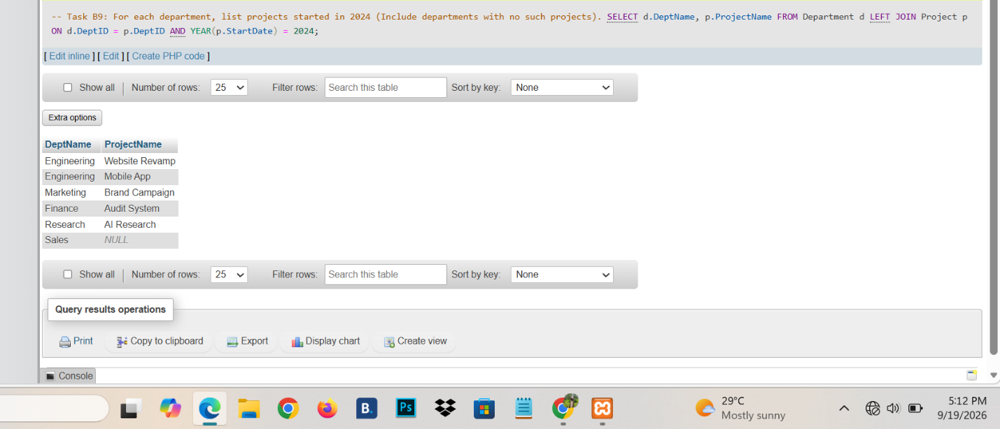 -- Task B9: For each department, list projects started in 2024 (Include departments with no such projects). SELECT d.DeptName, p.ProjectName FROM Department d LEFT JOIN Project p
ON d.DeptID = p.DeptID AND YEAR(p.StartDate) = 2024;
[ Edit inline ] [ Edit ] [ Create PHP code ]
Show all | Number of rows: 25 Filter rows: Search this table Sort by key: None
Extra options
DeptName ProjectName
Engineering Website Revamp
Engineering Mobile App
Marketing Brand Campaign
Finance Audit System
Research AI Research
Sales NULL
Show all | Number of rows: 25 Filter rows: Search this table Sort by key: None
Query results operations
Print Copy to clipboard Export Display chart Create view
Console
B. Ps
29°C 5:12 PM
Mostly sunny 9/19/2026